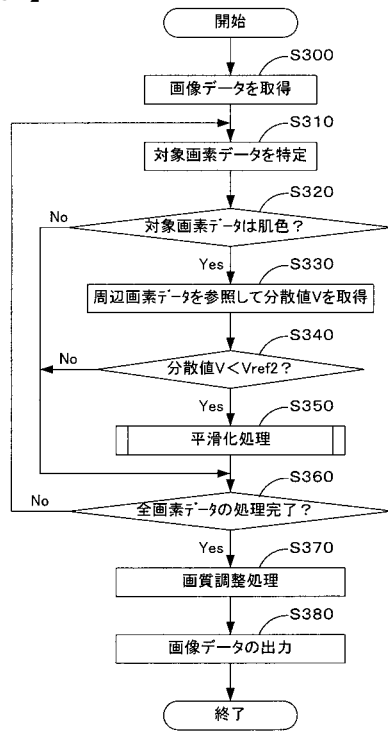 開始
S300
画像データを取得
S310
対象画素データを特定
S320
対象画素データは肌色？
No
Yes
S330
周辺画素データを参照して分散値Vを取得
S340
分散値V＜Vref2？
No
Yes
S350
平滑化処理
S360
全画素データの処理完了？
No
Yes
S370
画質調整処理
S380
画像データの出力
終了